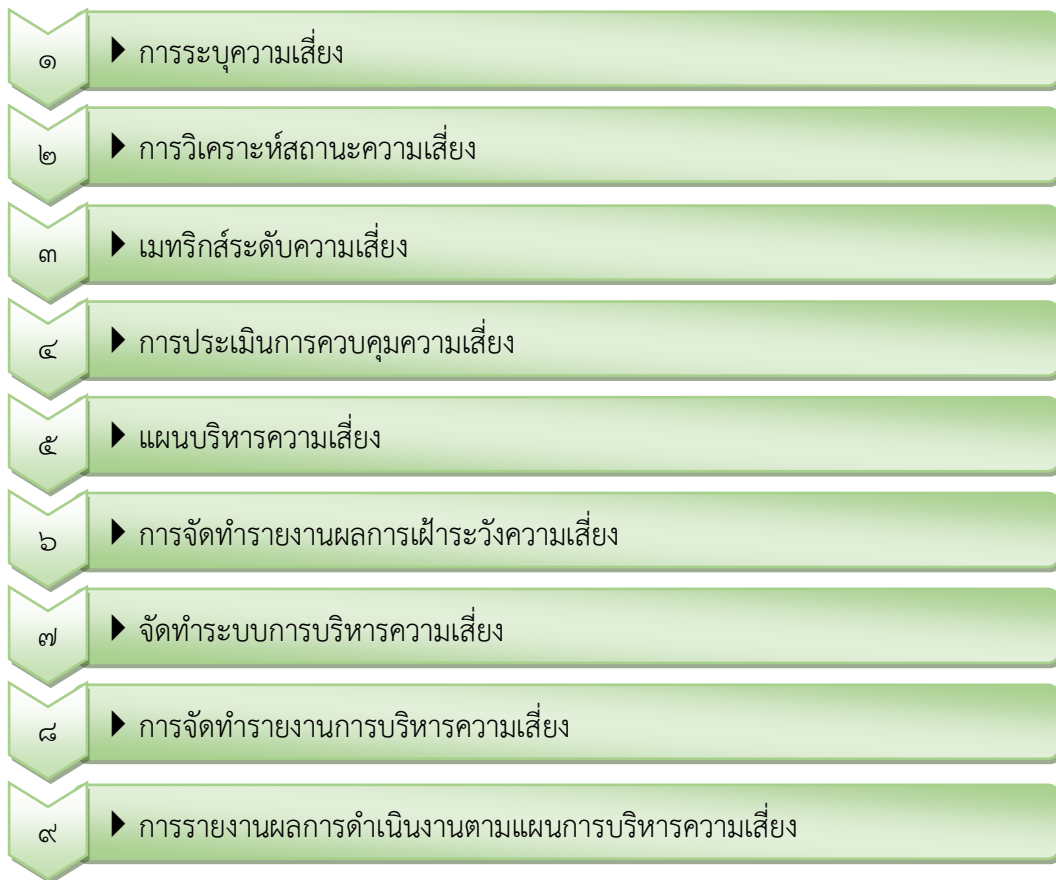 ๑ การระบุความเสี่ยง
๒ การวิเคราะห์สถานะความเสี่ยง
๓ เมทริกส์ระดับความเสี่ยง
๔ การประเมินการควบคุมความเสี่ยง
๕ แผนบริหารความเสี่ยง
๖ การจัดทำรายงานผลการเฝ้าระวังความเสี่ยง
๗ จัดทำระบบการบริหารความเสี่ยง
๘ การจัดทำรายงานการบริหารความเสี่ยง
๙ การรายงานผลการดำเนินงานตามแผนการบริหารความเสี่ยง